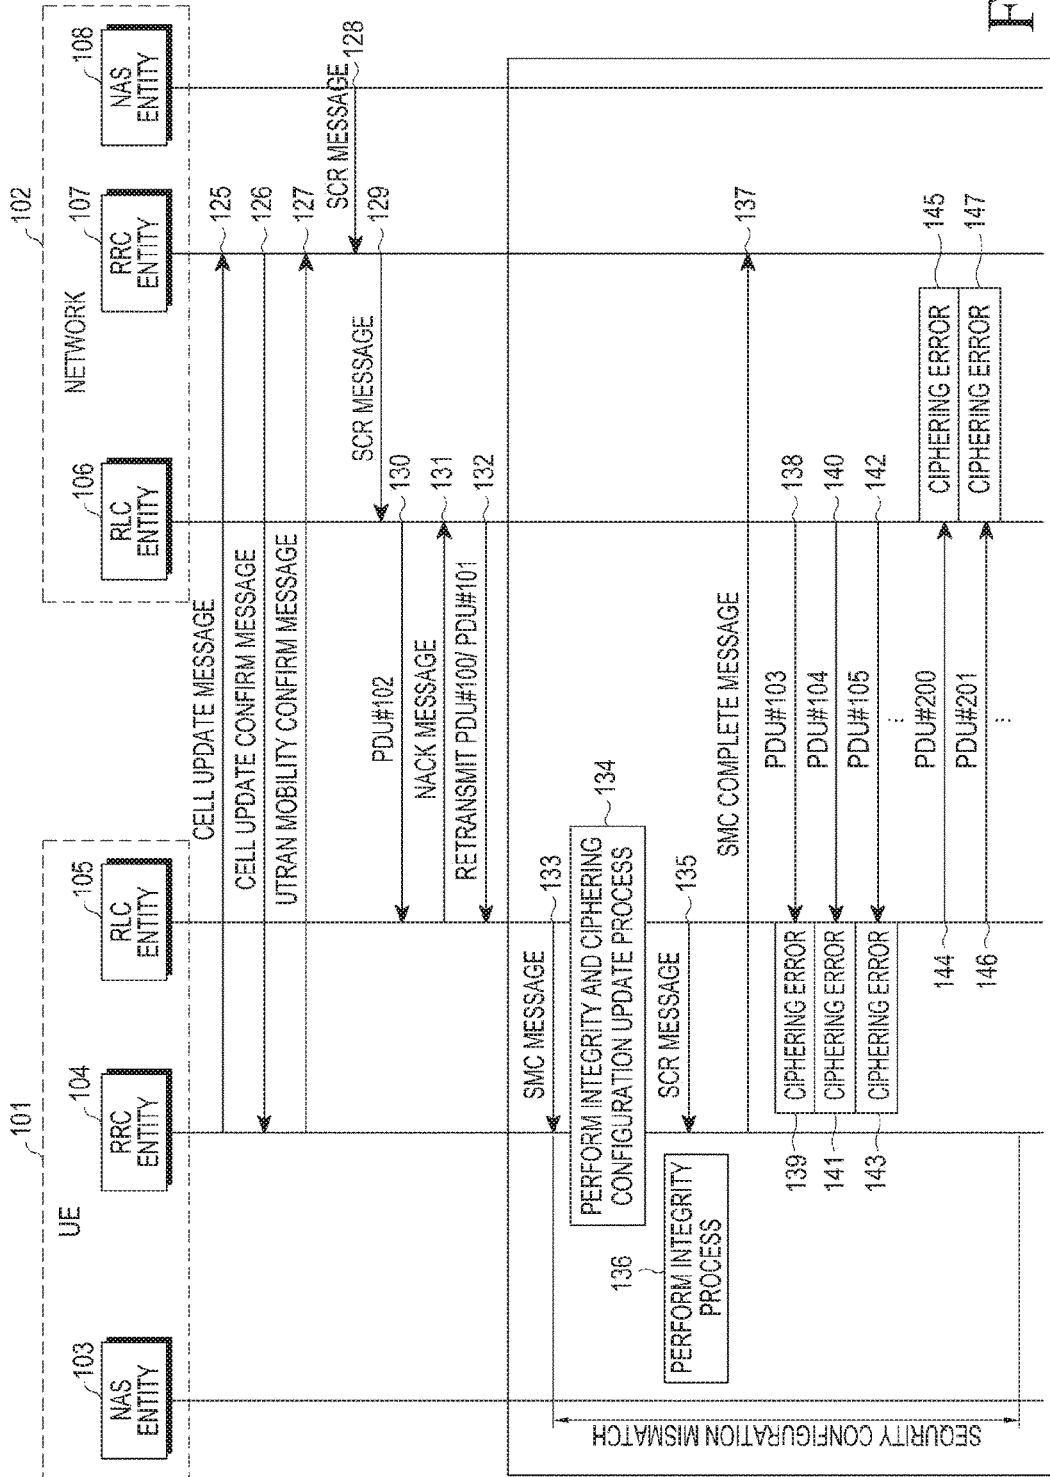 101
UE
102
NETWORK
103
NAS
ENTITY
104
RRC
ENTITY
105
RLC
ENTITY
106
RLC
ENTITY
107
RRC
ENTITY
108
NAS
ENTITY
CELL UPDATE MESSAGE
125
CELL UPDATE CONFIRM MESSAGE
126
UTRAN MOBILITY CONFIRM MESSAGE
127
SCR MESSAGE
128
SCR MESSAGE
129
PDU#102
130
NACK MESSAGE
131
RETRANSMIT PDU#100/ PDU#101
132
SMC MESSAGE
133
PERFORM INTEGRITY AND CIPHERING
CONFIGURATION UPDATE PROCESS
134
SCR MESSAGE
135
136
PERFORM INTEGRITY
PROCESS
SMC COMPLETE MESSAGE
137
PDU#103
138
139
CIPHERING ERROR
PDU#104
140
141
CIPHERING ERROR
PDU#105
142
143
CIPHERING ERROR
...
PDU#200
144
CIPHERING ERROR
145
PDU#201
146
CIPHERING ERROR
147
...
SEQURITY CONFIGURATION MISMATCH
F